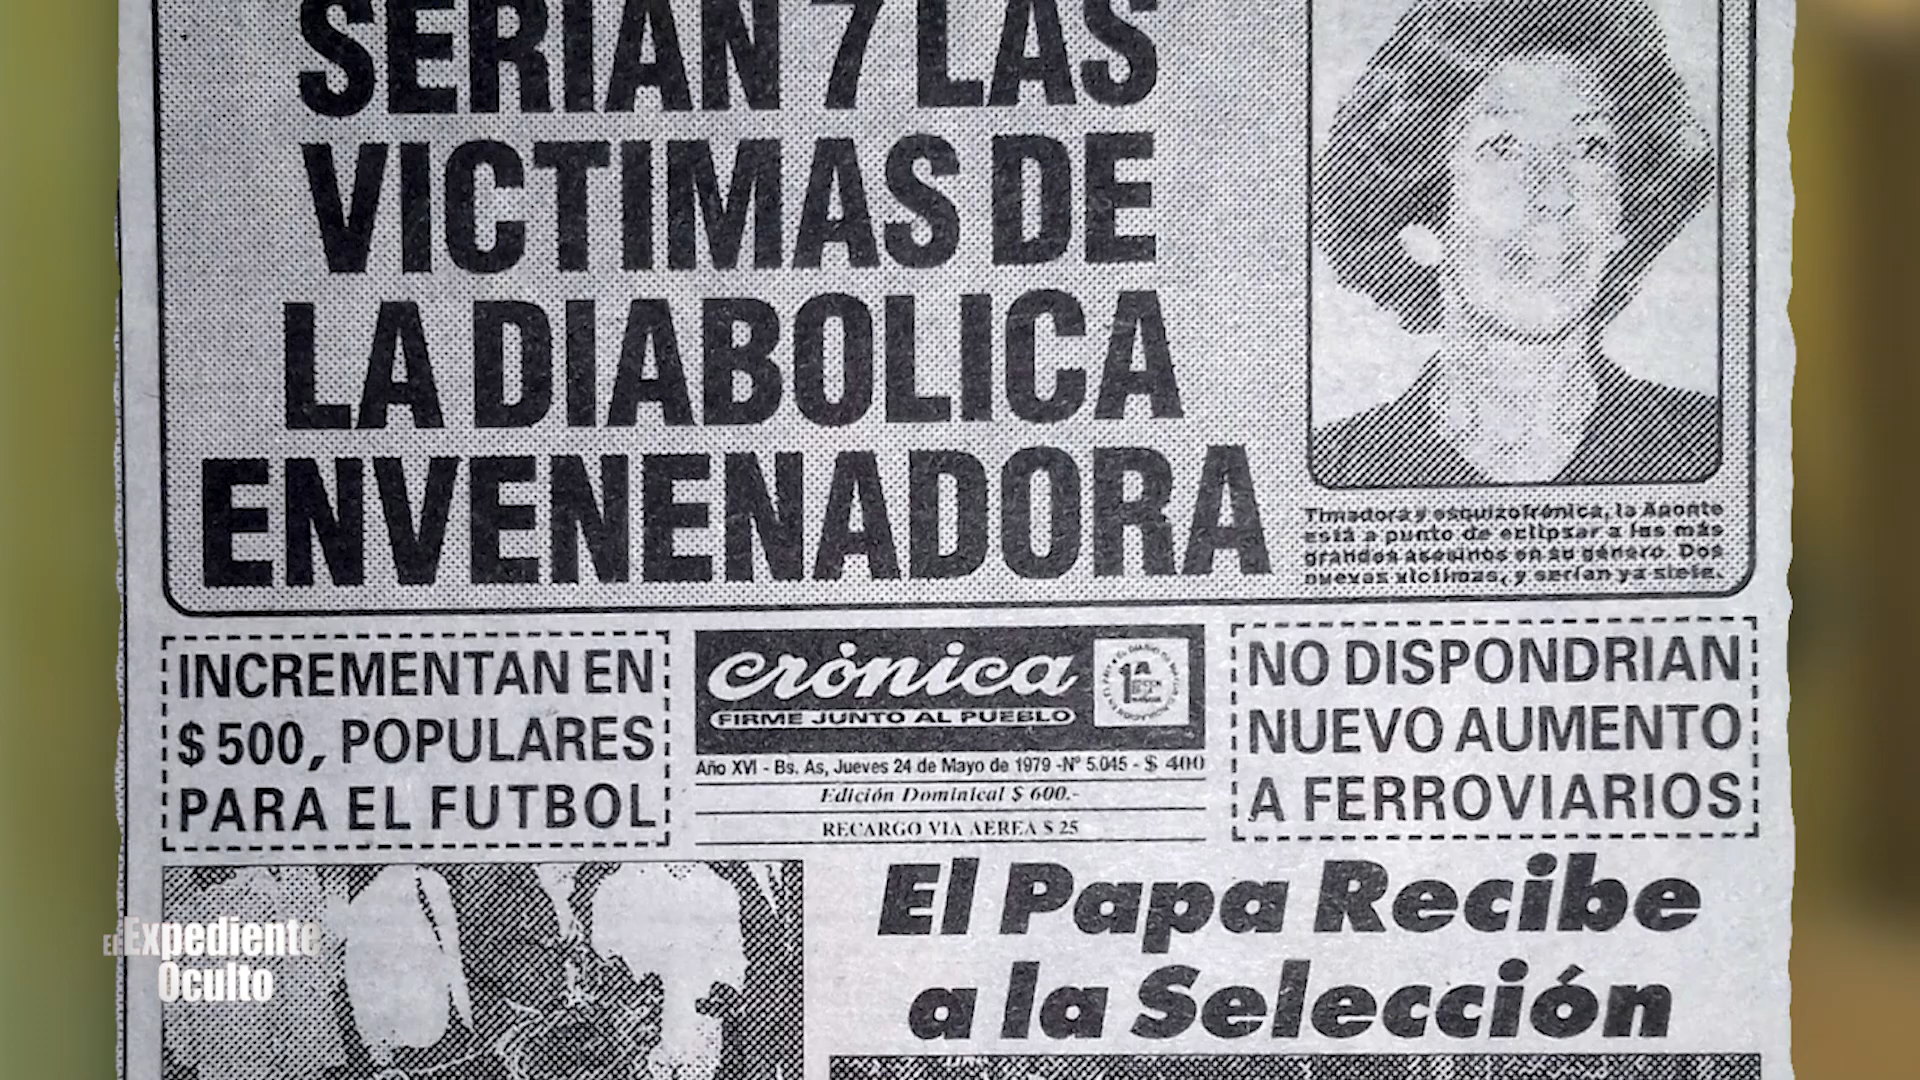 SERIAN 7 LAS
VICTIMAS DE
LA DIABOLICA
ENVENENADORA
Timadora y esquizofrénica, la Aponte
está a punto de eclipsar a los más
grandes asesinos en su género. Dos
nuevas víctimas, y serían ya siete.
INCREMENTAN EN
$ 500, POPULARES
PARA EL FUTBOL
crónica
FIRME JUNTO AL PUEBLO
Año XVI - Bs. As, Jueves 24 de Mayo de 1979 -Nº 5.045 - $ 400
Edición Dominical $ 600.-
RECARGO VIA AEREA $ 25
NO DISPONDRIAN
NUEVO AUMENTO
A FERROVIARIOS
El Papa Recibe
a la Selección
El Expediente
Oculto